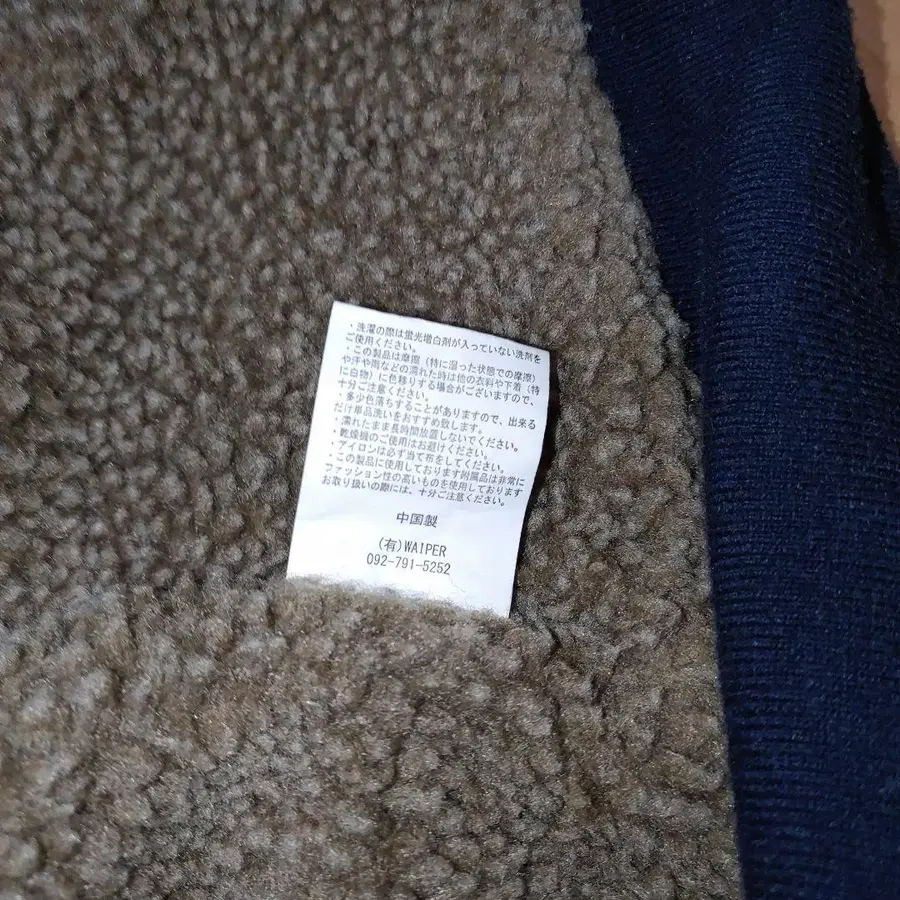 ・洗濯の際は蛍光増白剤が入っていない洗剤を
ご使用ください。
・この製品は摩擦（特に湿った状態での摩擦）
や汗や雨などの濡れた時は他の衣料や下着（特
に白物）に色移りする場合がございますので、
十分ご注意ください。
・多少色落ちすることがありますので、出来る
だけ単品洗いをおすすめ致します。
・濡れたまま長時間放置しないでください。
・乾燥機のご使用はお避けください。
・アイロンは必ず当て布をしてください。
・この製品に使用しております附属品は非常に
ファッション性の高いものを使用しております
お取り扱いの際には、十分ご注意ください。
中国製
(有)WAIPER
092-791-5252